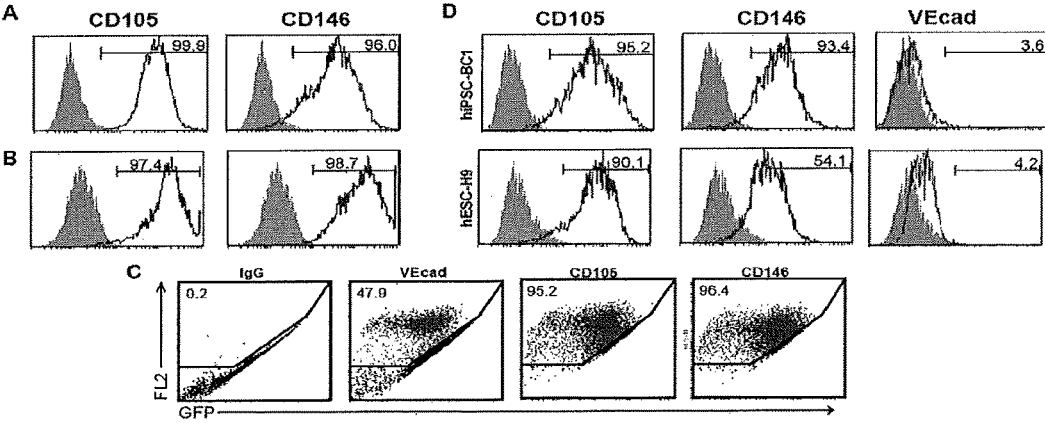 A
CD105
CD146
99.9
96.0
B
97.4
98.7
D
CD105
CD146
VEcad
hiPSC-BC1
95.2
93.4
3.6
hESC-H9
90.1
54.1
4.2
C
IgG
VEcad
CD105
CD146
0.2
47.9
95.2
96.4
FL2
GFP